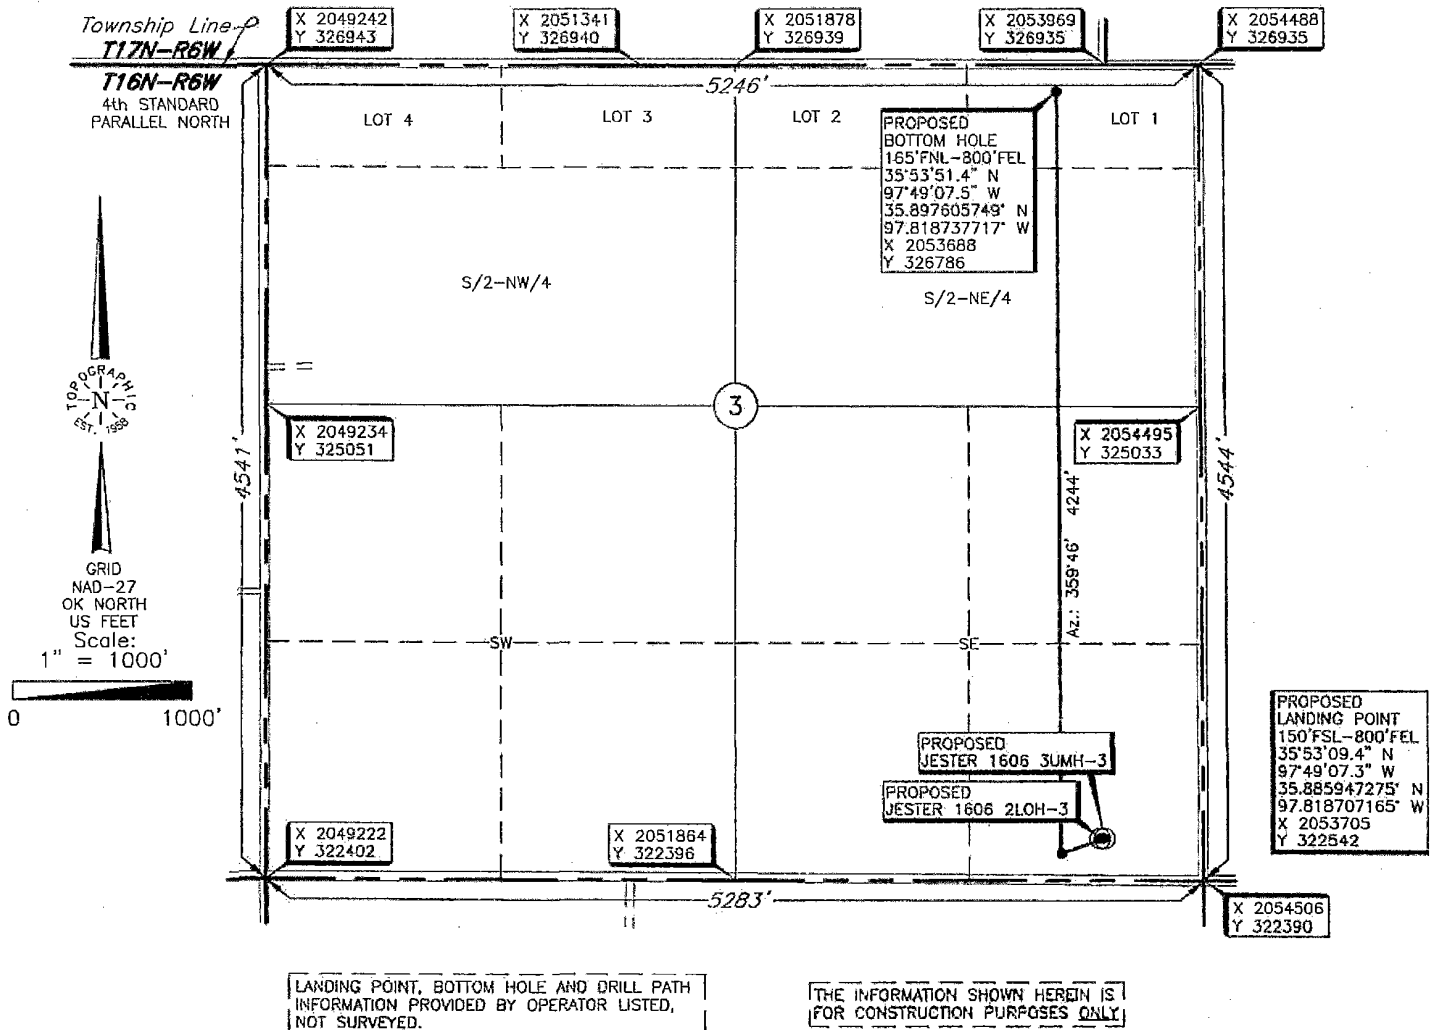 Township Line
T17N-R6W
T16N-R6W
4th STANDARD
PARALLEL NORTH
X 2049242
Y 326943
X 2051341
Y 326940
X 2051878
Y 326939
X 2053969
Y 326935
X 2054488
Y 326935
5246'
LOT 4
LOT 3
LOT 2
LOT 1
PROPOSED
BOTTOM HOLE
165'FNL-800'FEL
35°53'51.4" N
97°49'07.5" W
35.897605749° N
97.818737717° W
X 2053688
Y 326786
S/2-NW/4
S/2-NE/4
TOPOGRAPHIC
N
EST. 1958
3
X 2049234
Y 325051
X 2054495
Y 325033
4541'
4544'
Az.: 359°46' 4244'
GRID
NAD-27
OK NORTH
US FEET
Scale:
1" = 1000'
0 1000'
SW
SE
PROPOSED
JESTER 1606 3UMH-3
PROPOSED
JESTER 1606 2LOH-3
PROPOSED
LANDING POINT
150'FSL-800'FEL
35°53'09.4" N
97°49'07.3" W
35.885947275° N
97.818707165° W
X 2053705
Y 322542
X 2049222
Y 322402
X 2051864
Y 322396
5283'
X 2054506
Y 322390
LANDING POINT, BOTTOM HOLE AND DRILL PATH
INFORMATION PROVIDED BY OPERATOR LISTED,
NOT SURVEYED.
THE INFORMATION SHOWN HEREIN IS
FOR CONSTRUCTION PURPOSES ONLY